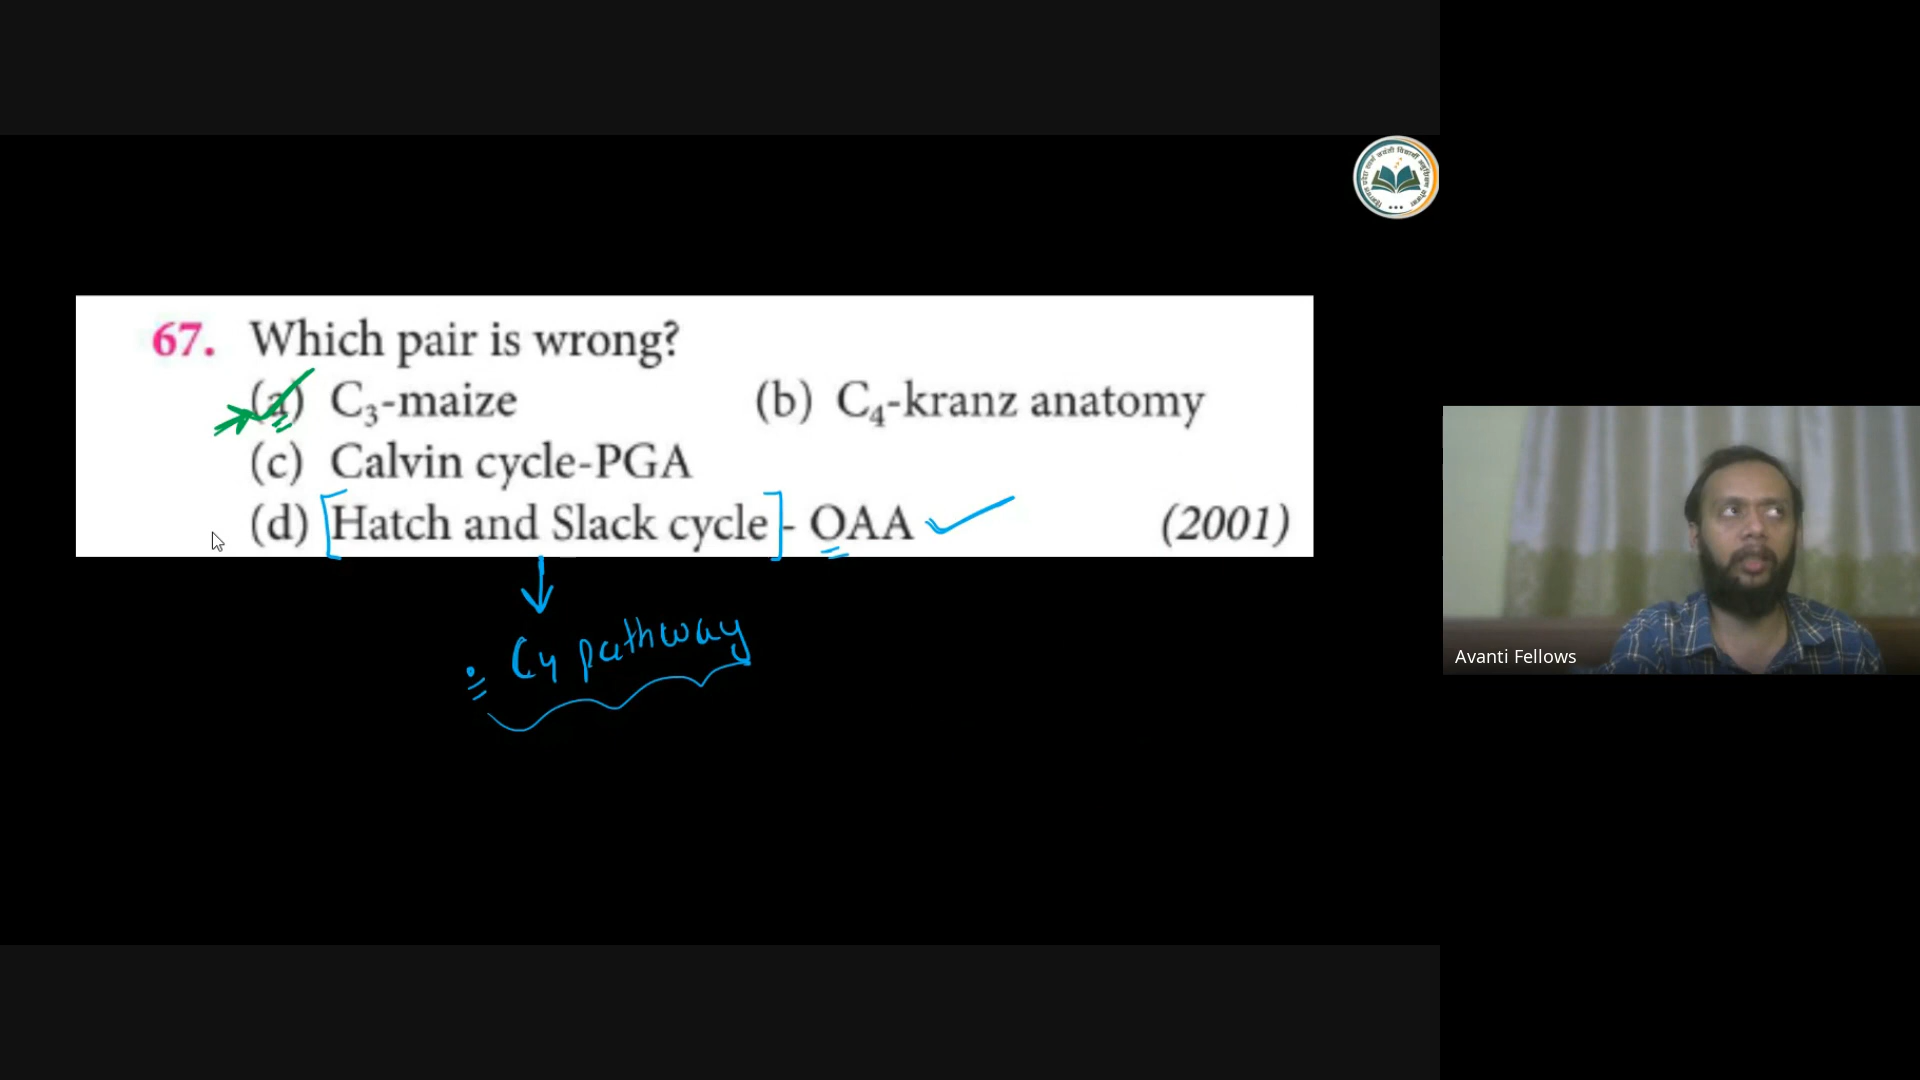 67. Which pair is wrong?
(a) C₃-maize (b) C₄-kranz anatomy
(c) Calvin cycle-PGA
(d) [Hatch and Slack cycle] - OAA (2001)
C4 pathway
Avanti Fellows